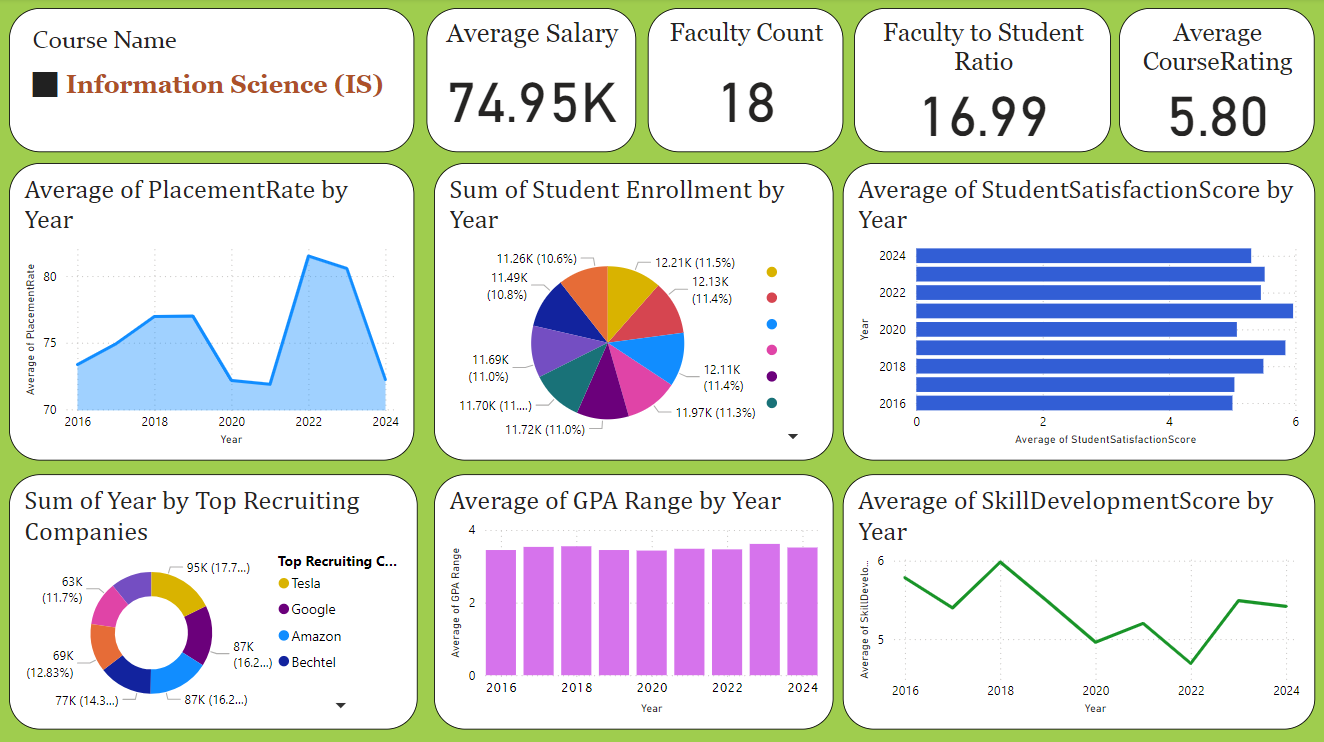 Course Name
Information Science (IS)
Average Salary
74.95K
Faculty Count
18
Faculty to Student
Ratio
16.99
Average
CourseRating
5.80
Average of PlacementRate by
Year
Average of PlacementRate
80
75
70
2016
2018
2020
2022
2024
Year
Sum of Student Enrollment by
Year
11.26K (10.6%)
12.21K (11.5%)
11.49K
(10.8%)
12.13K
(11.4%)
11.69K
(11.0%)
12.11K
(11.4%)
11.70K (11....)
11.97K (11.3%)
11.72K (11.0%)
Average of StudentSatisfactionScore by
Year
Year
2024
2022
2020
2018
2016
0
2
4
6
Average of StudentSatisfactionScore
Sum of Year by Top Recruiting
Companies
95K (17.7...)
63K
(11.7%)
87K
(16.2...)
69K
(12.83%)
77K (14.3...)
87K (16.2...)
Top Recruiting C...
Tesla
Google
Amazon
Bechtel
Average of GPA Range by Year
Average of GPA Range
4
2
0
2016
2018
2020
2022
2024
Year
Average of SkillDevelopmentScore by
Year
Average of SkillDevelo...
6
5
2016
2018
2020
2022
2024
Year